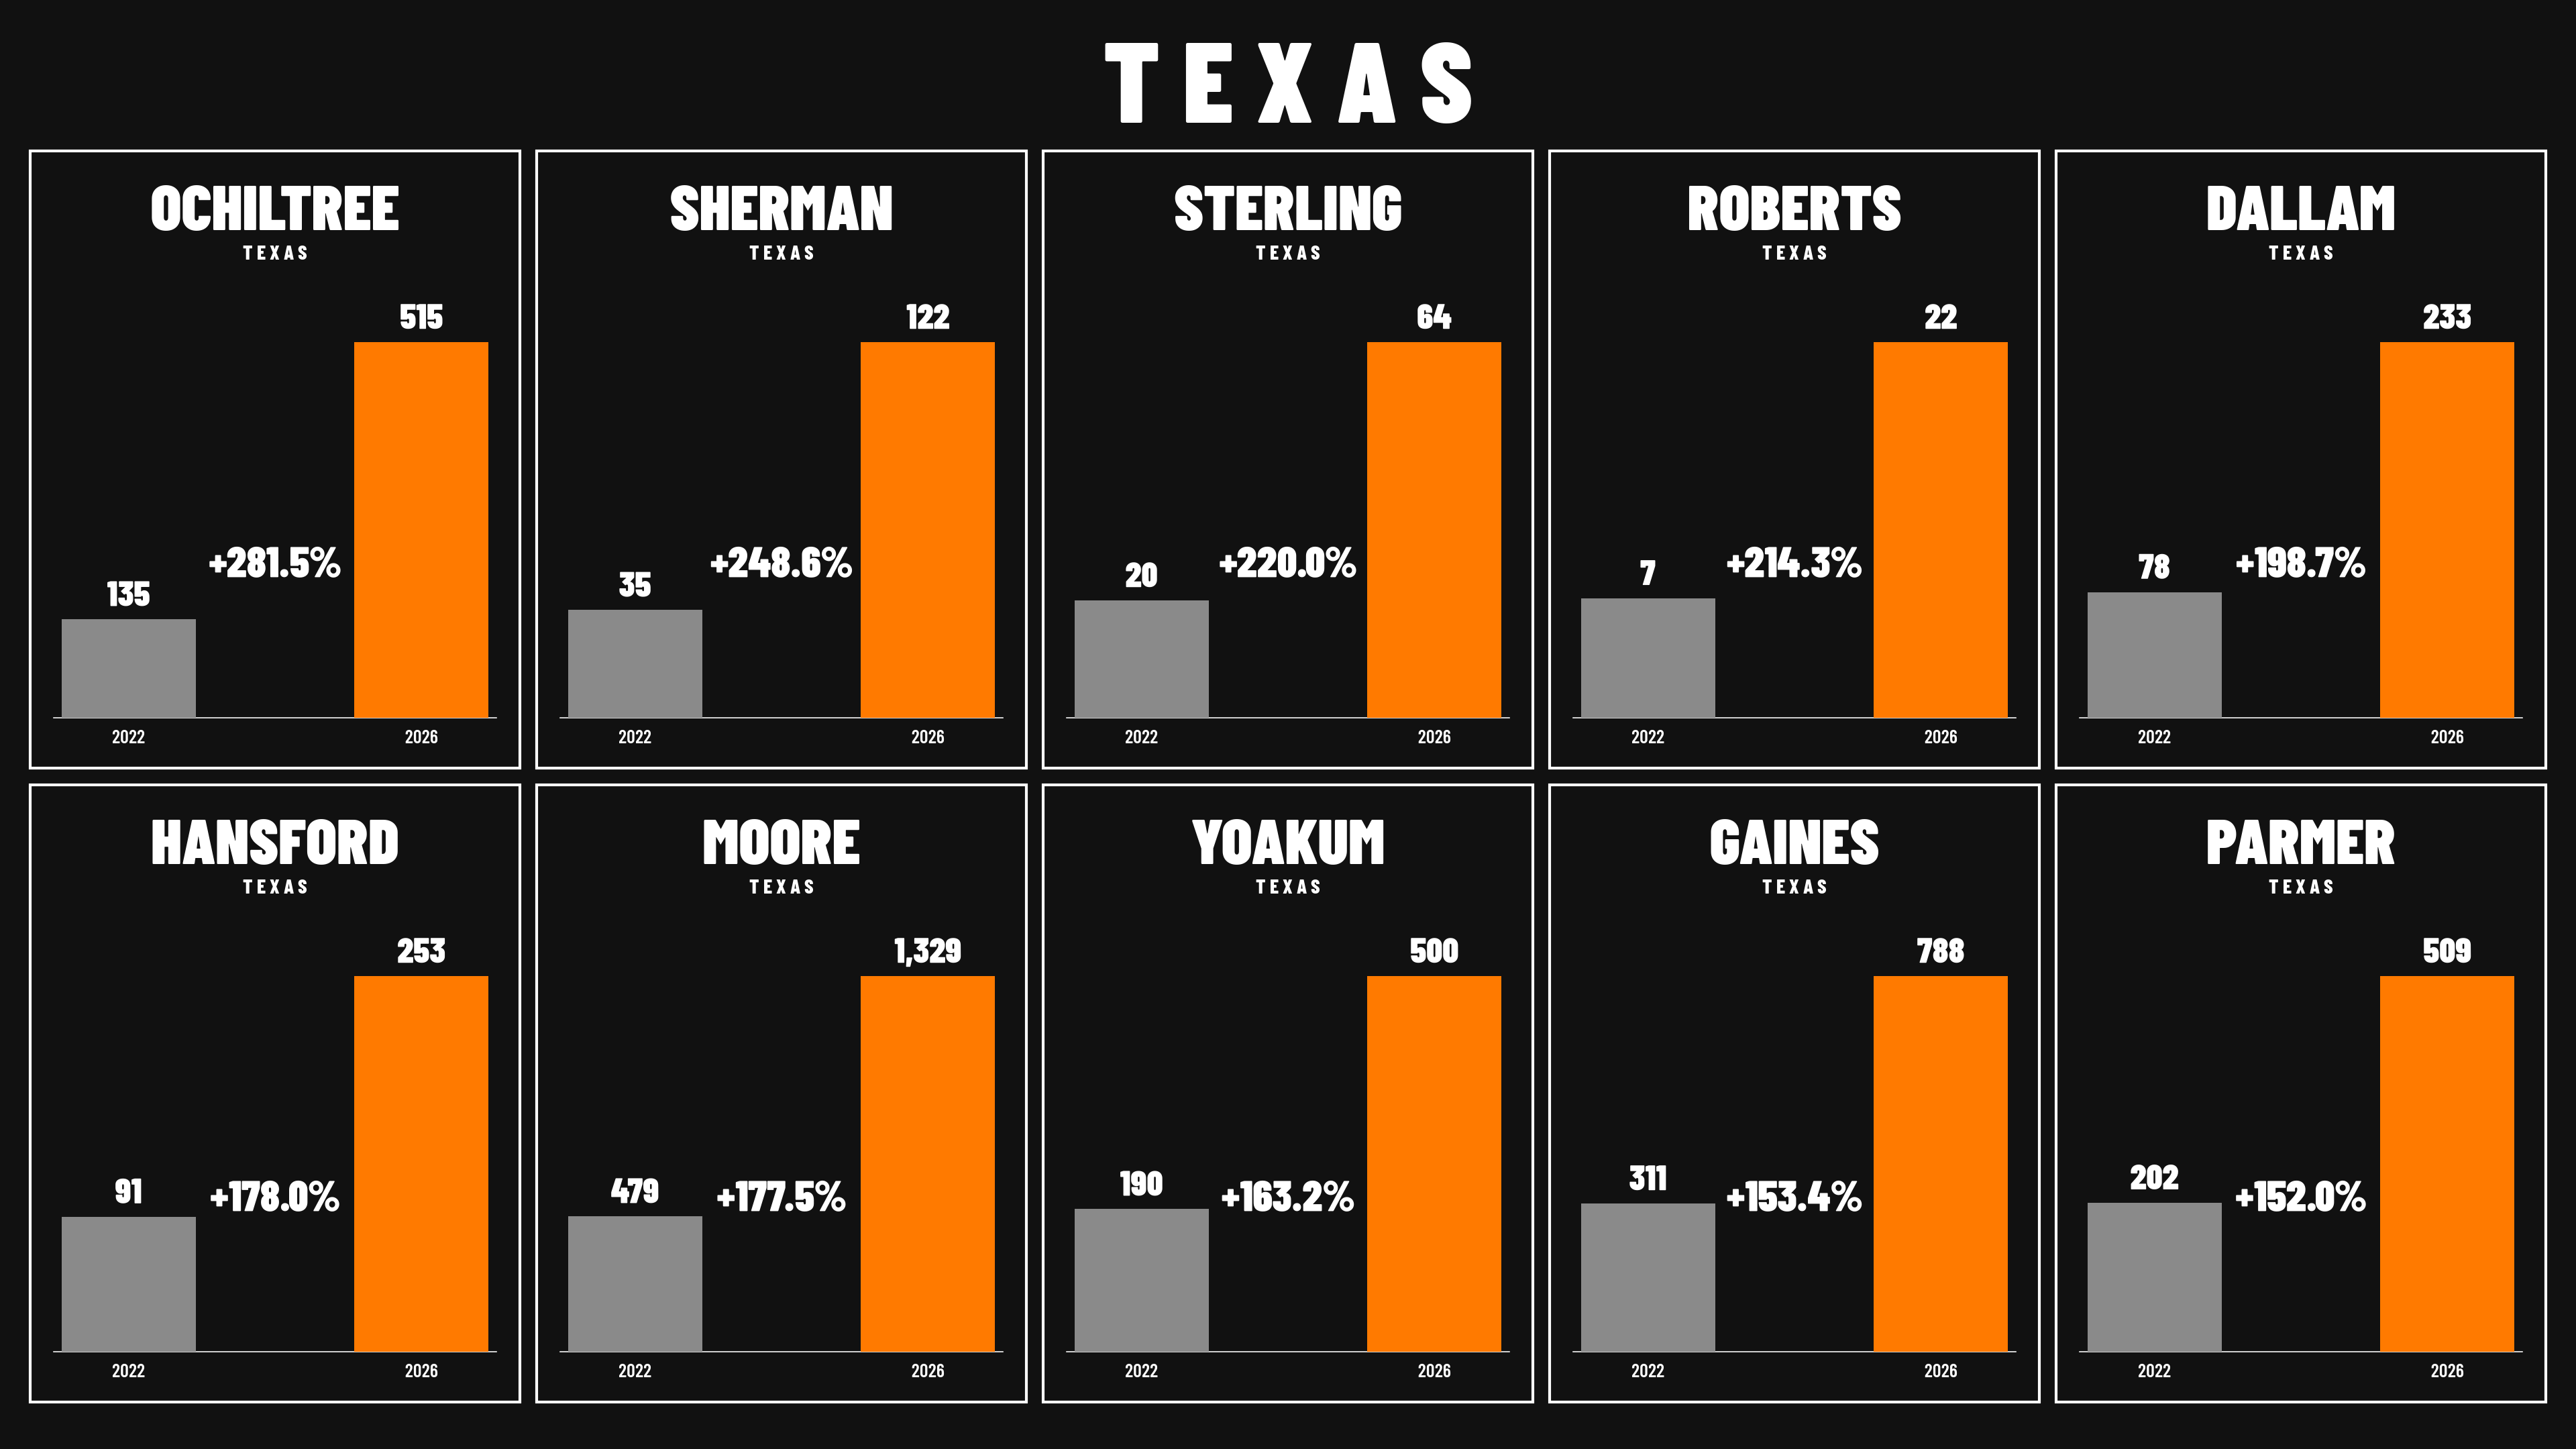 TEXAS
OCHILTREE
TEXAS
515
+281.5%
135
2022 2026
SHERMAN
TEXAS
122
+248.6%
35
2022 2026
STERLING
TEXAS
64
+220.0%
20
2022 2026
ROBERTS
TEXAS
22
+214.3%
7
2022 2026
DALLAM
TEXAS
233
+198.7%
78
2022 2026
HANSFORD
TEXAS
253
91 +178.0%
2022 2026
MOORE
TEXAS
1,329
479 +177.5%
2022 2026
YOAKUM
TEXAS
500
190 +163.2%
2022 2026
GAINES
TEXAS
788
311 +153.4%
2022 2026
PARMER
TEXAS
509
202 +152.0%
2022 2026